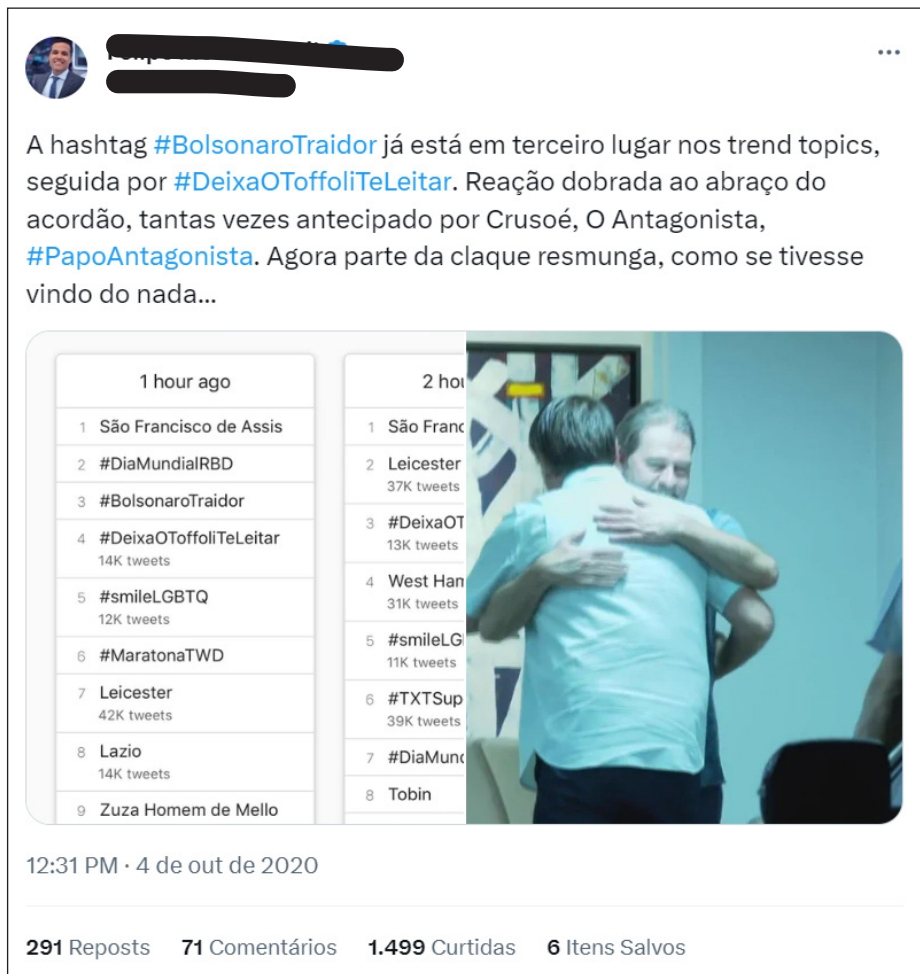 A hashtag #BolsonaroTraidor já está em terceiro lugar nos trend topics,
seguida por #DeixaOToffoliTeLeitar. Reação dobrada ao abraço do
acordão, tantas vezes antecipado por Crusoé, O Antagonista,
#PapoAntagonista. Agora parte da claque resmunga, como se tivesse
vindo do nada...
1 hour ago
1 São Francisco de Assis
2 #DiaMundialRBD
3 #BolsonaroTraidor
4 #DeixaOToffoliTeLeitar
14K tweets
5 #smileLGBTQ
12K tweets
6 #MaratonaTWD
7 Leicester
42K tweets
8 Lazio
14K tweets
9 Zuza Homem de Mello
2 hou
1 São Franc
2 Leicester
37K tweets
3 #DeixaOT
13K tweets
4 West Ham
31K tweets
5 #smileLG
11K tweets
6 #TXTSup
39K tweets
7 #DiaMund
8 Tobin
12:31 PM · 4 de out de 2020
291 Reposts 71 Comentários 1.499 Curtidas 6 Itens Salvos